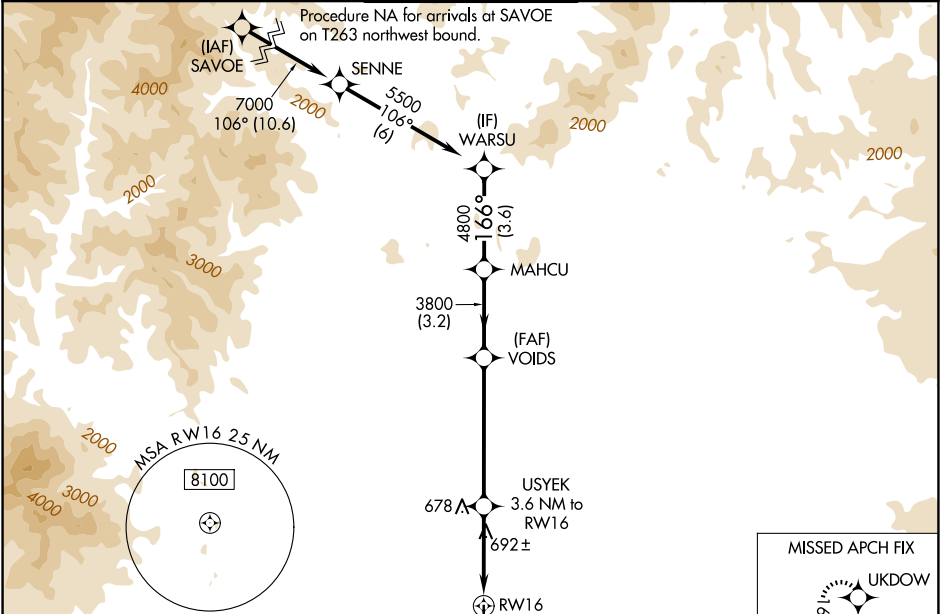 Procedure NA for arrivals at SAVOE
on T263 northwest bound.
(IAF)
SAVOE
SENNE
4000
7000
106° (10.6)
2000
5500
106°
(6)
(IF)
WARSU
2000
2000
2000
4800
166°
(3.6)
3000
MAHCU
3800
(3.2)
(FAF)
VOIDS
2000
3000
4000
MSA RW16 25 NM
8100
678
USYEK
3.6 NM to
RW16
692±
RW16
MISSED APCH FIX
UKDOW